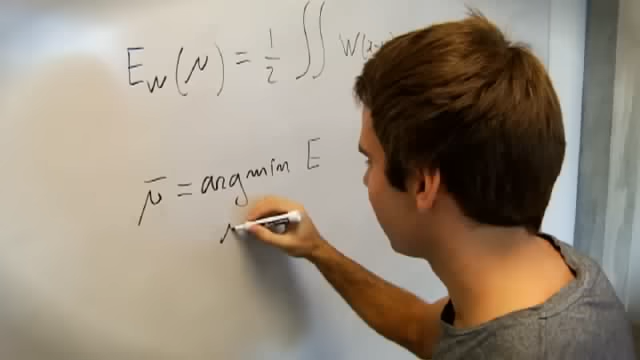 E_W(μ) = 1/2 ∬ W(x-
μ̄ = argmin E
μ